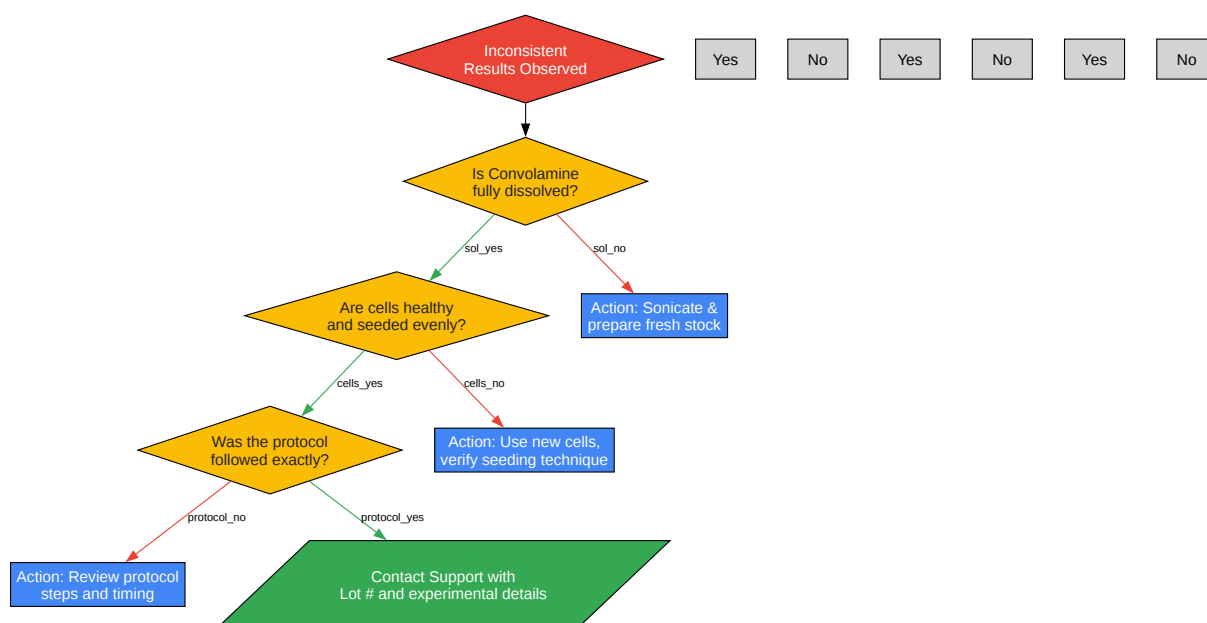 Inconsistent
Results Observed
Yes
No
Yes
No
Yes
No
Is Convolamine
fully dissolved?
sol_yes
sol_no
Are cells healthy
and seeded evenly?
Action: Sonicate &
prepare fresh stock
cells_yes
cells_no
Was the protocol
followed exactly?
Action: Use new cells,
verify seeding technique
protocol_no
protocol_yes
Action: Review protocol
steps and timing
Contact Support with
Lot # and experimental details